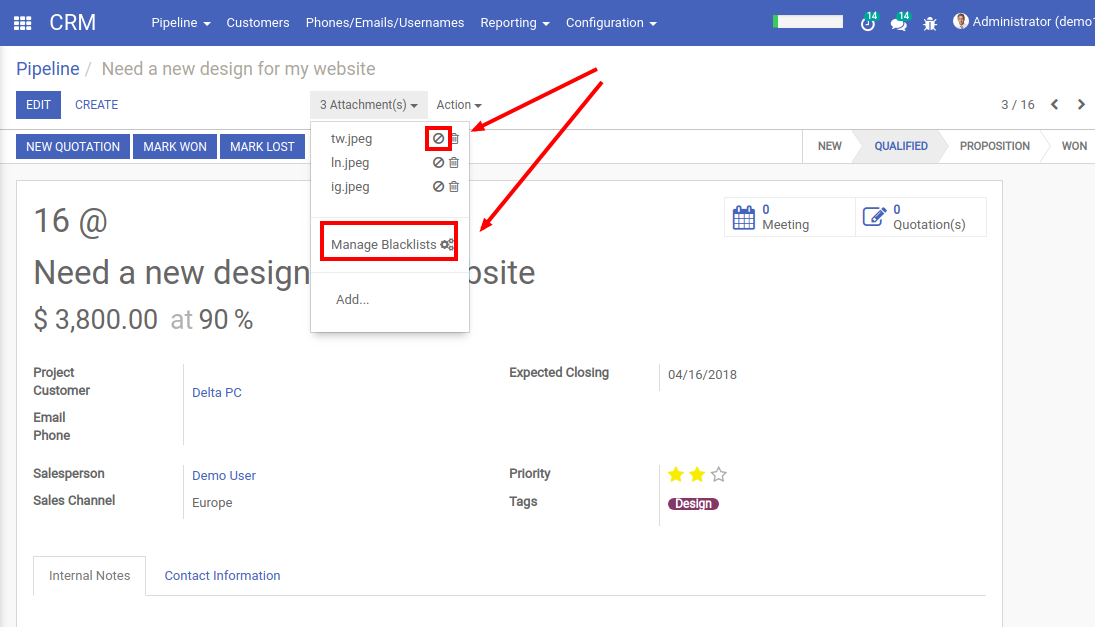 CRM Pipeline Customers Phones/Emails/Usernames Reporting Configuration 14 14 Administrator (demo1
Pipeline / Need a new design for my website
EDIT CREATE 3 Attachment(s) Action 3 / 16
NEW QUOTATION MARK WON MARK LOST NEW QUALIFIED PROPOSITION WON
tw.jpeg
ln.jpeg
ig.jpeg
Manage Blacklists
Add...
0 Meeting
0 Quotation(s)
16 @
Need a new design bsite
$ 3,800.00 at 90 %
Project
Customer Delta PC
Email
Phone
Expected Closing 04/16/2018
Salesperson Demo User
Sales Channel Europe
Priority
Tags Design
Internal Notes Contact Information